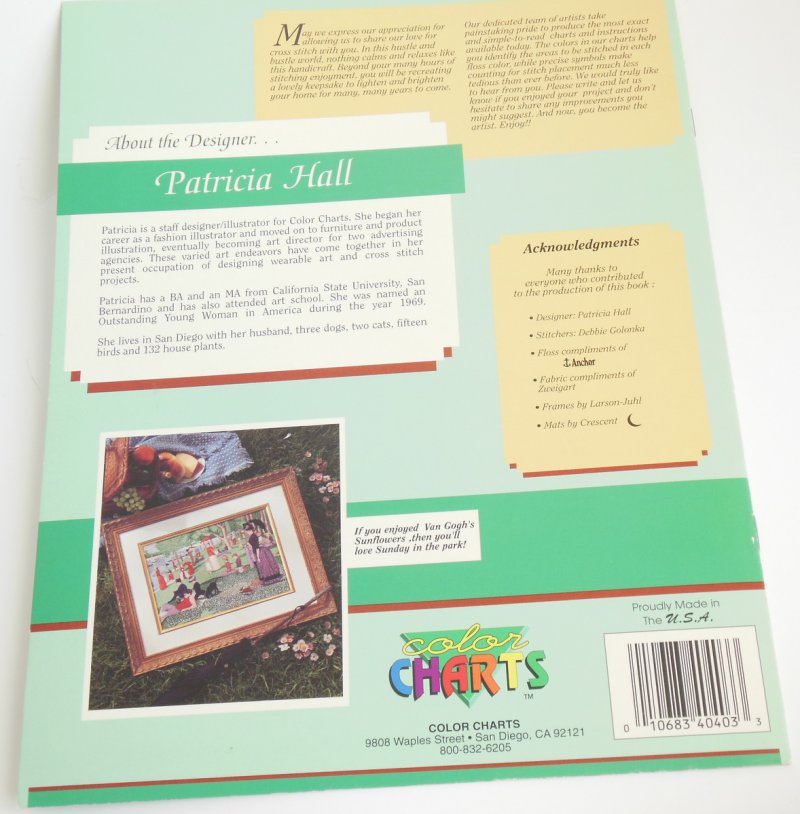 May we express our appreciation for
allowing us to share our love for
cross stitch with you. In this hustle and
bustle world, nothing calms and relaxes like
this handicraft. Beyond your many hours of
stitching enjoyment, you will be recreating
a lovely keepsake to lighten and brighten
your home for many, many years to come.
Our dedicated team of artists take
painstaking pride to produce the most exact
and simple-to-read charts and instructions
available today. The colors in our charts help
you identify the areas to be stitched in each
floss color, while precise symbols make
counting for stitch placement much less
tedious than ever before. We would truly like
to hear from you. Please write and let us
know if you enjoyed your project and don't
hesitate to share any improvements you
might suggest. And now, you become the
artist. Enjoy!!
About the Designer. . .
Patricia Hall
Patricia is a staff designer/illustrator for Color Charts. She began her
career as a fashion illustrator and moved on to furniture and product
illustration, eventually becoming art director for two advertising
agencies. These varied art endeavors have come together in her
present occupation of designing wearable art and cross stitch
projects.
Patricia has a BA and an MA from California State University, San
Bernardino and has also attended art school. She was named an
Outstanding Young Woman in America during the year 1969.
She lives in San Diego with her husband, three dogs, two cats, fifteen
birds and 132 house plants.
Acknowledgments
Many thanks to
everyone who contributed
to the production of this book :
• Designer: Patricia Hall
• Stitchers: Debbie Golonka
• Floss compliments of
Anchor
• Fabric compliments of
Zweigart
• Frames by Larson-Juhl
• Mats by Crescent
If you enjoyed Van Gogh's
Sunflowers ,then you'll
love Sunday in the park!
color
CHARTS
TM
COLOR CHARTS
9808 Waples Street • San Diego, CA 92121
800-832-6205
Proudly Made in
The U.S.A.
0 10683 40403 3